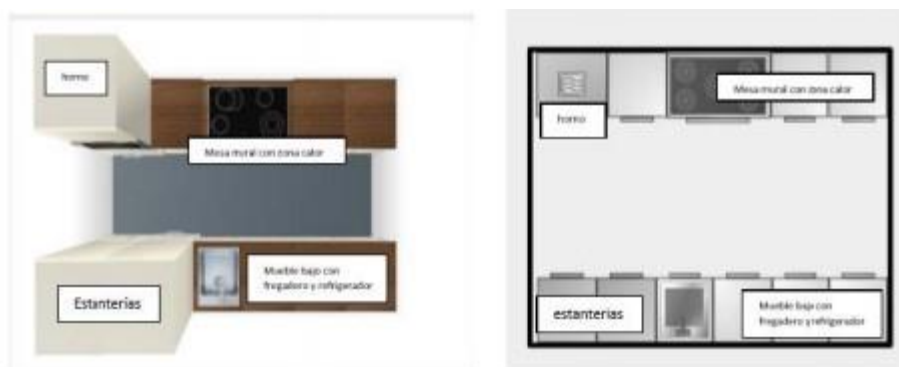 horno
Mesa mural con zona calor
Mueble bajo con
fregadero y refrigerador
Estanterías
Mesa mural con zona calor
horno
estanterias
Mueble bajo con
fregadero y refrigerador